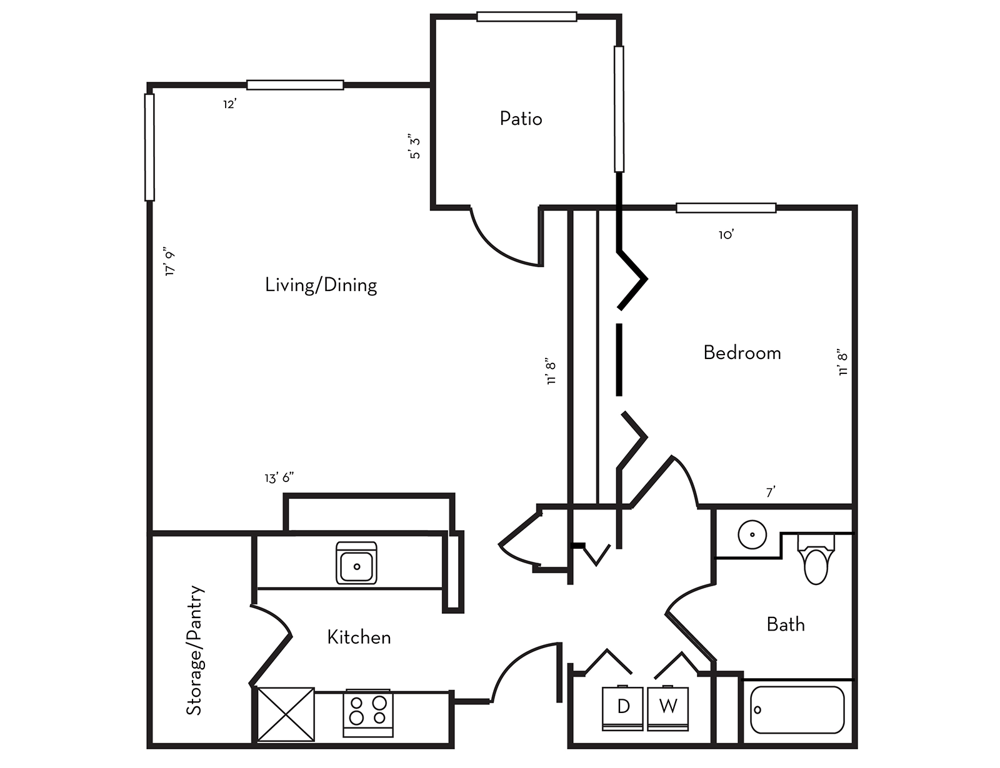 12’
Patio
5’ 3”
10’
17’ 9”
Living/Dining
Bedroom
11’ 8”
11’ 8”
13’ 6”
7’
Storage/Pantry
Kitchen
Bath
D
W